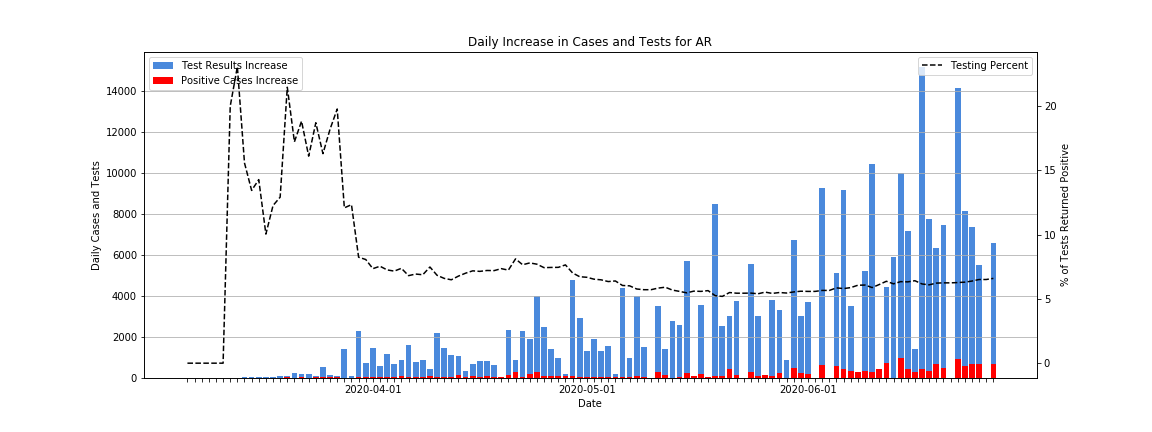 Daily Increase in Cases and Tests for AR
Test Results Increase
Positive Cases Increase
Testing Percent
14000
12000
10000
8000
6000
4000
2000
0
Daily Cases and Tests
20
15
10
5
0
% of Tests Returned Positive
2020-04-01
2020-05-01
2020-06-01
Date